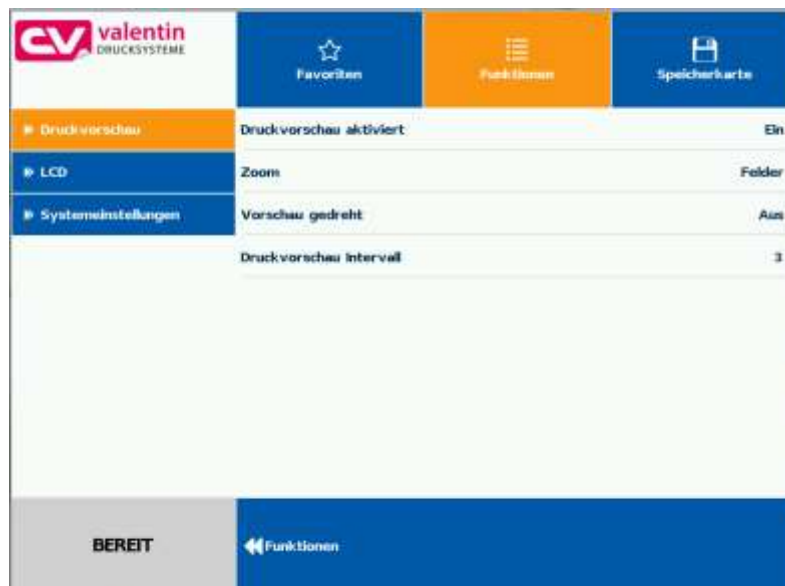 CV valentin
DRUCKSYSTEME
Favoriten
Funktionen
Speicherkarte
Druckvorschau
Druckvorschau aktiviert Ein
LCD
Zoom Felder
Systemeinstellungen
Vorschau gedreht Aus
Druckvorschau Intervall 3
BEREIT
Funktionen